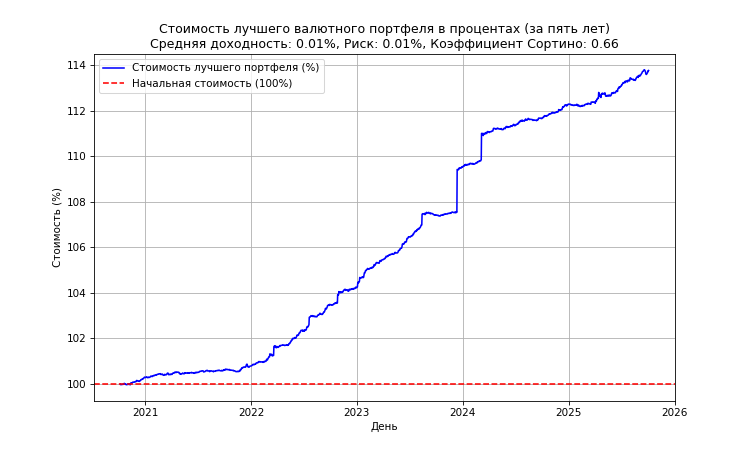 Стоимость лучшего валютного портфеля в процентах (за пять лет)
Средняя доходность: 0.01%, Риск: 0.01%, Коэффициент Сортино: 0.66
Стоимость лучшего портфеля (%)
Начальная стоимость (100%)
Стоимость (%)
114
112
110
108
106
104
102
100
2021 2022 2023 2024 2025 2026
День